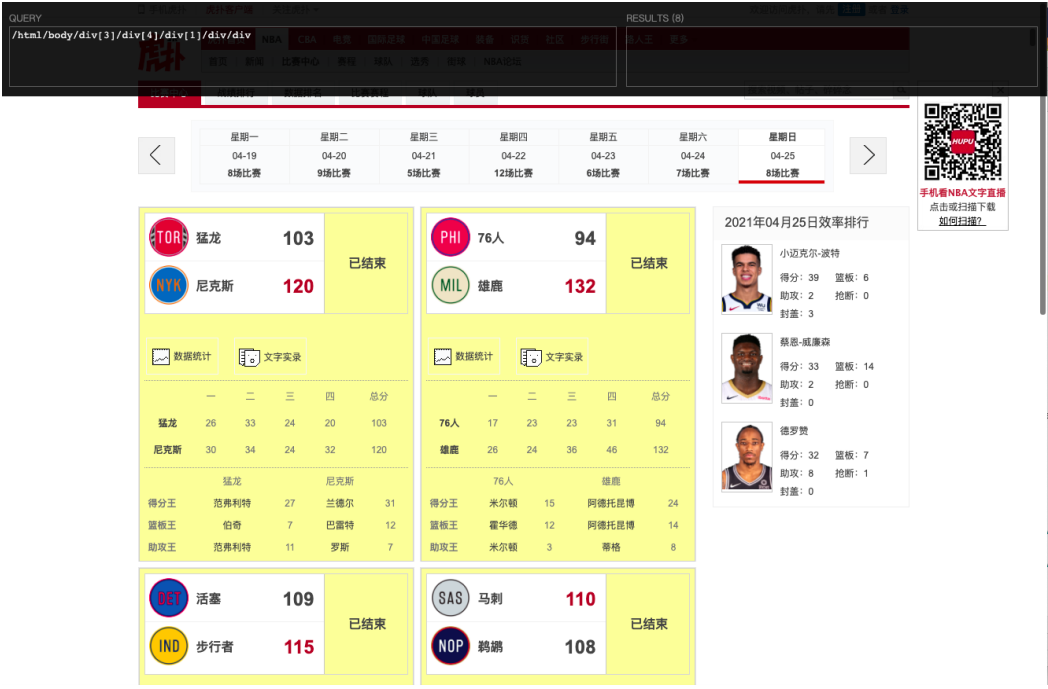 QUERY
RESULTS (8)
/html/body/div[3]/div[4]/div[1]/div/div
NBA CBA 电竞 国际足球 中国足球 装备 识货 社区 步行街 路人王 更多
首页 新闻 比赛中心 赛程 球队 选秀 街球 NBA论坛
星期一 星期二 星期三 星期四 星期五 星期六 星期日
04-19 04-20 04-21 04-22 04-23 04-24 04-25
8场比赛 9场比赛 5场比赛 12场比赛 6场比赛 7场比赛 8场比赛
HUPU
手机看NBA文字直播
点击或扫描下载
如何扫描？
TOR 猛龙 103
已结束
NYK 尼克斯 120
数据统计 文字实录
一 二 三 四 总分
猛龙 26 33 24 20 103
尼克斯 30 34 24 32 120
猛龙 尼克斯
得分王 范弗利特 27 兰德尔 31
篮板王 伯奇 7 巴雷特 12
助攻王 范弗利特 11 罗斯 7
PHI 76人 94
已结束
MIL 雄鹿 132
数据统计 文字实录
一 二 三 四 总分
76人 17 23 23 31 94
雄鹿 26 24 36 46 132
76人 雄鹿
得分王 米尔顿 15 阿德托昆博 24
篮板王 霍华德 12 阿德托昆博 14
助攻王 米尔顿 3 蒂格 8
2021年04月25日效率排行
小迈克尔-波特
得分：39 篮板：6
助攻：2 抢断：0
封盖：3
蔡恩-威廉森
得分：33 篮板：14
助攻：2 抢断：0
封盖：0
德罗赞
得分：32 篮板：7
助攻：8 抢断：1
封盖：0
DET 活塞 109
已结束
IND 步行者 115
SAS 马刺 110
已结束
NOP 鹈鹕 108